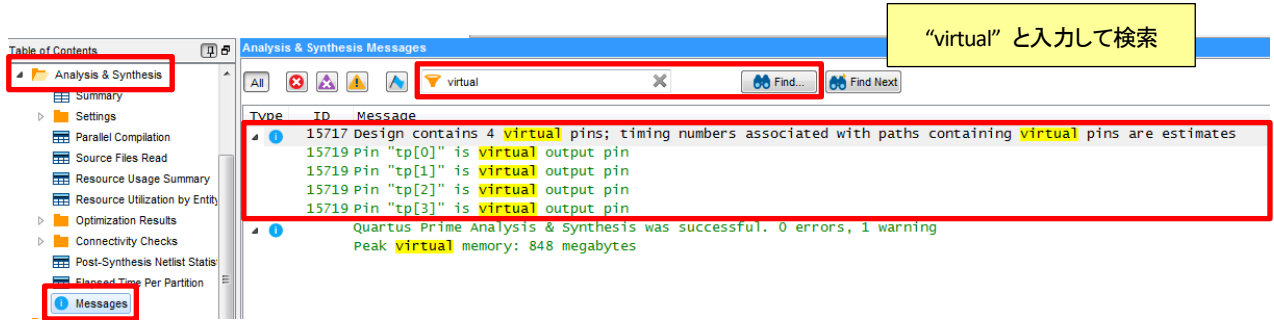 "virtual" と入力して検索
Table of Contents
Analysis & Synthesis
Summary
Settings
Parallel Compilation
Source Files Read
Resource Usage Summary
Resource Utilization by Entity
Optimization Results
Connectivity Checks
Post-Synthesis Netlist Statis
Elapsed Time Per Partition
Messages
Analysis & Synthesis Messages
All virtual Find... Find Next
Type ID Message
15717 Design contains 4 virtual pins; timing numbers associated with paths containing virtual pins are estimates
15719 Pin "tp[0]" is virtual output pin
15719 Pin "tp[1]" is virtual output pin
15719 Pin "tp[2]" is virtual output pin
15719 Pin "tp[3]" is virtual output pin
Quartus Prime Analysis & Synthesis was successful. 0 errors, 1 warning
Peak virtual memory: 848 megabytes